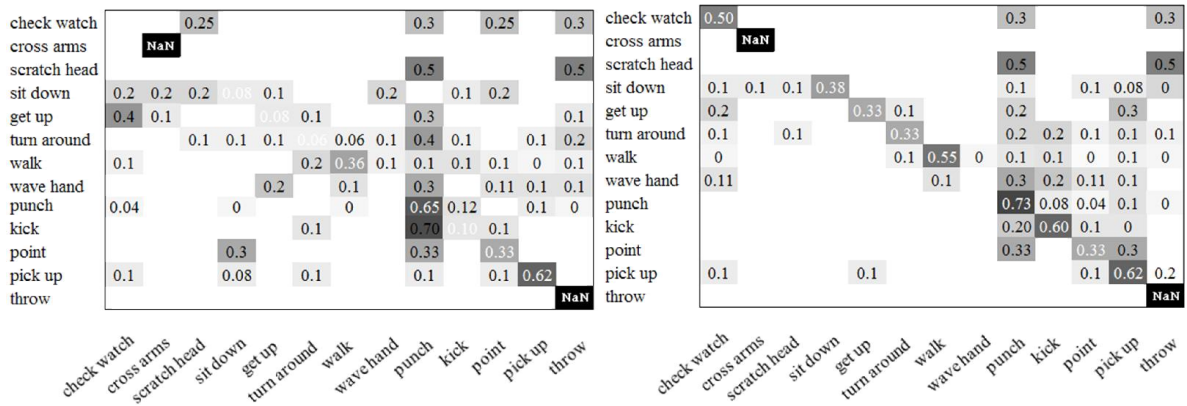 check watch 0.25 0.3 0.25 0.3
cross arms NaN
scratch head 0.5 0.5
sit down 0.2 0.2 0.2 0.08 0.1 0.2 0.1 0.2
get up 0.4 0.1 0.08 0.1 0.3 0.1
turn around 0.1 0.1 0.1 0.06 0.06 0.1 0.4 0.1 0.1 0.2
walk 0.1 0.2 0.36 0.1 0.1 0.1 0.1 0 0.1
wave hand 0.2 0.1 0.3 0.11 0.1 0.1
punch 0.04 0 0 0.65 0.12 0.1 0
kick 0.1 0.70 0.10 0.1
point 0.3 0.33 0.33
pick up 0.1 0.08 0.1 0.1 0.1 0.62
throw NaN
check watch cross arms scratch head sit down get up turn around walk wave hand punch kick point pick up throw
check watch 0.50 0.3 0.3
cross arms NaN
scratch head 0.5 0.5
sit down 0.1 0.1 0.1 0.38 0.1 0.1 0.08 0
get up 0.2 0.33 0.1 0.2 0.3
turn around 0.1 0.1 0.33 0.2 0.2 0.1 0.1 0.1
walk 0 0.1 0.55 0 0.1 0.1 0 0.1 0
wave hand 0.11 0.1 0.3 0.2 0.11 0.1
punch 0.73 0.08 0.04 0.1 0
kick 0.20 0.60 0.1 0
point 0.33 0.33 0.3
pick up 0.1 0.1 0.1 0.62 0.2
throw NaN
check watch cross arms scratch head sit down get up turn around walk wave hand punch kick point pick up throw